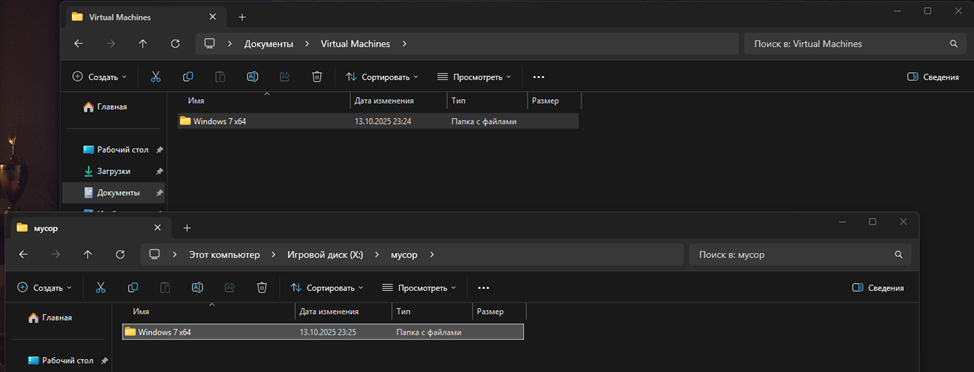 Virtual Machines
Документы > Virtual Machines >
Поиск в: Virtual Machines
Создать
Сортировать
Просмотреть
Сведения
Главная
Рабочий стол
Загрузки
Документы
Имя Дата изменения Тип Размер
Windows 7 x64 13.10.2025 23:24 Папка с файлами
мусор
Этот компьютер > Игровой диск (X:) > мусор >
Поиск в: мусор
Создать
Сортировать
Просмотреть
Сведения
Главная
Рабочий стол
Имя Дата изменения Тип Размер
Windows 7 x64 13.10.2025 23:25 Папка с файлами